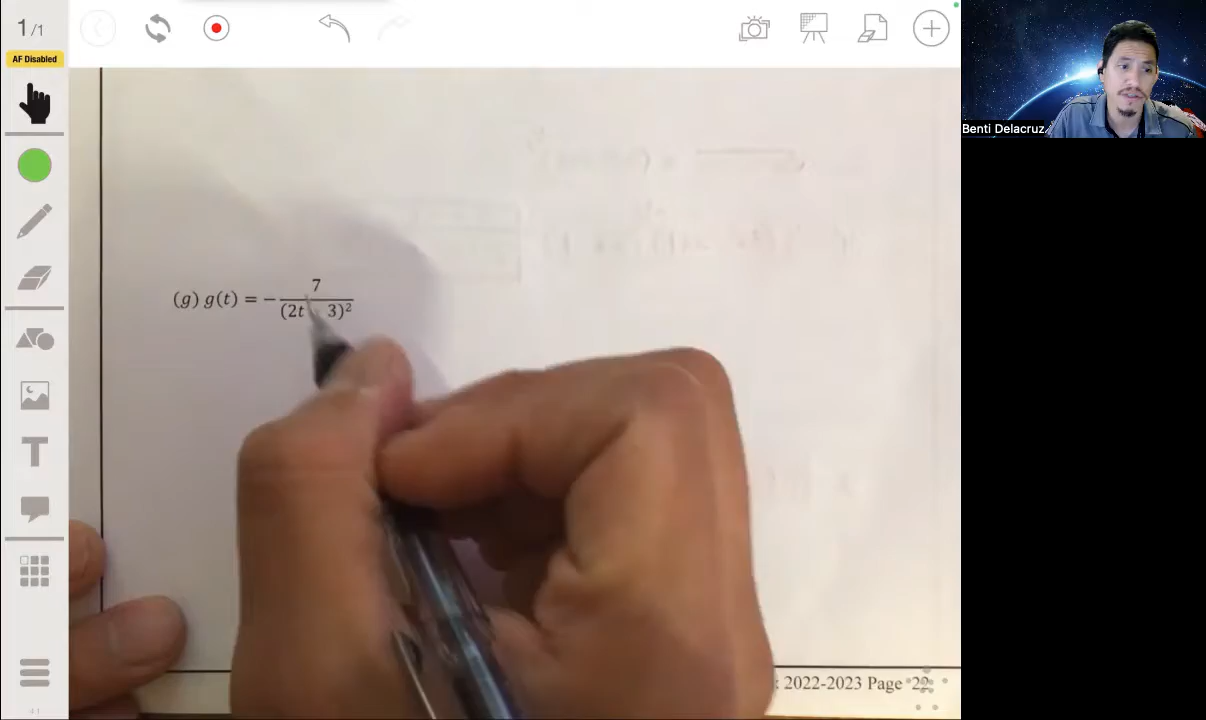 1/1
AF Disabled
T
Benti Delacruz
(g) g(t) = - 7
(2t 3)²
2022-2023 Page 22